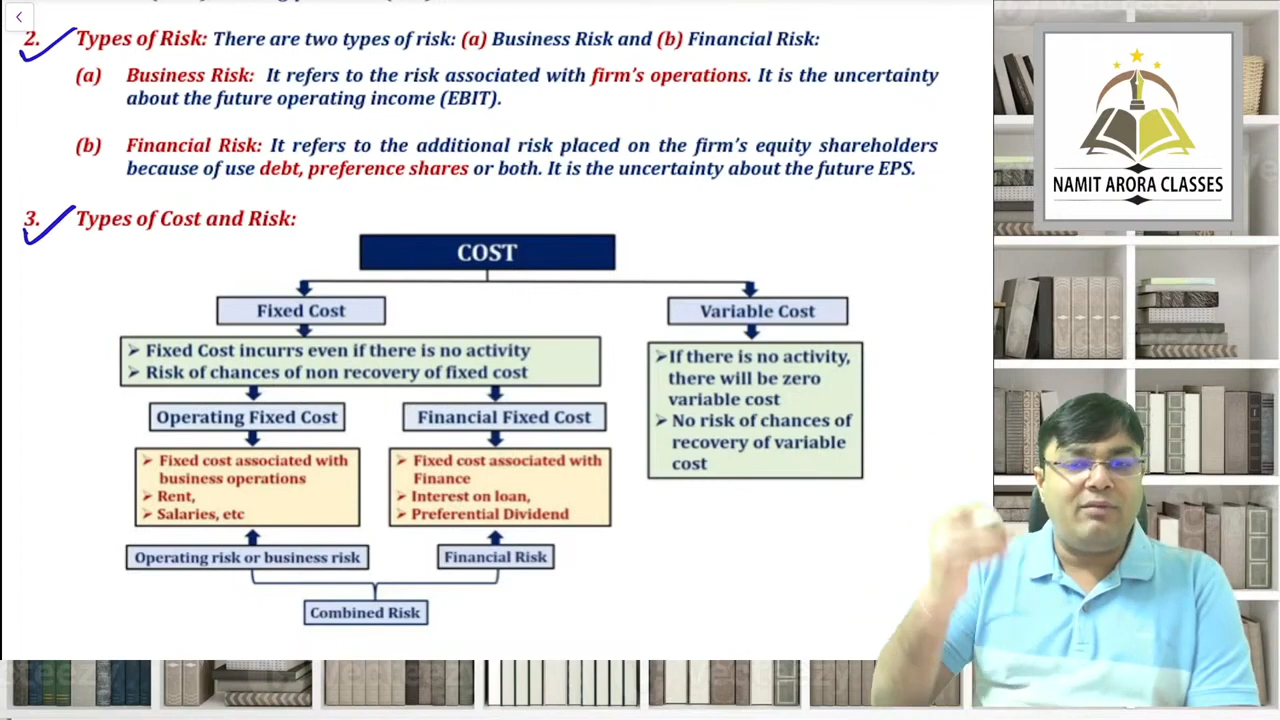 2. Types of Risk: There are two types of risk: (a) Business Risk and (b) Financial Risk:
(a) Business Risk: It refers to the risk associated with firm's operations. It is the uncertainty
about the future operating income (EBIT).
(b) Financial Risk: It refers to the additional risk placed on the firm's equity shareholders
because of use debt, preference shares or both. It is the uncertainty about the future EPS.
3. Types of Cost and Risk:
COST
Fixed Cost
Variable Cost
➢ Fixed Cost incurrs even if there is no activity
➢ Risk of chances of non recovery of fixed cost
➢If there is no activity,
there will be zero
variable cost
➢ No risk of chances of
recovery of variable
cost
Operating Fixed Cost
Financial Fixed Cost
➢ Fixed cost associated with
business operations
➢ Rent,
➢ Salaries, etc
➢ Fixed cost associated with
Finance
➢ Interest on loan,
➢ Preferential Dividend
Operating risk or business risk
Financial Risk
Combined Risk
NAMIT ARORA CLASSES